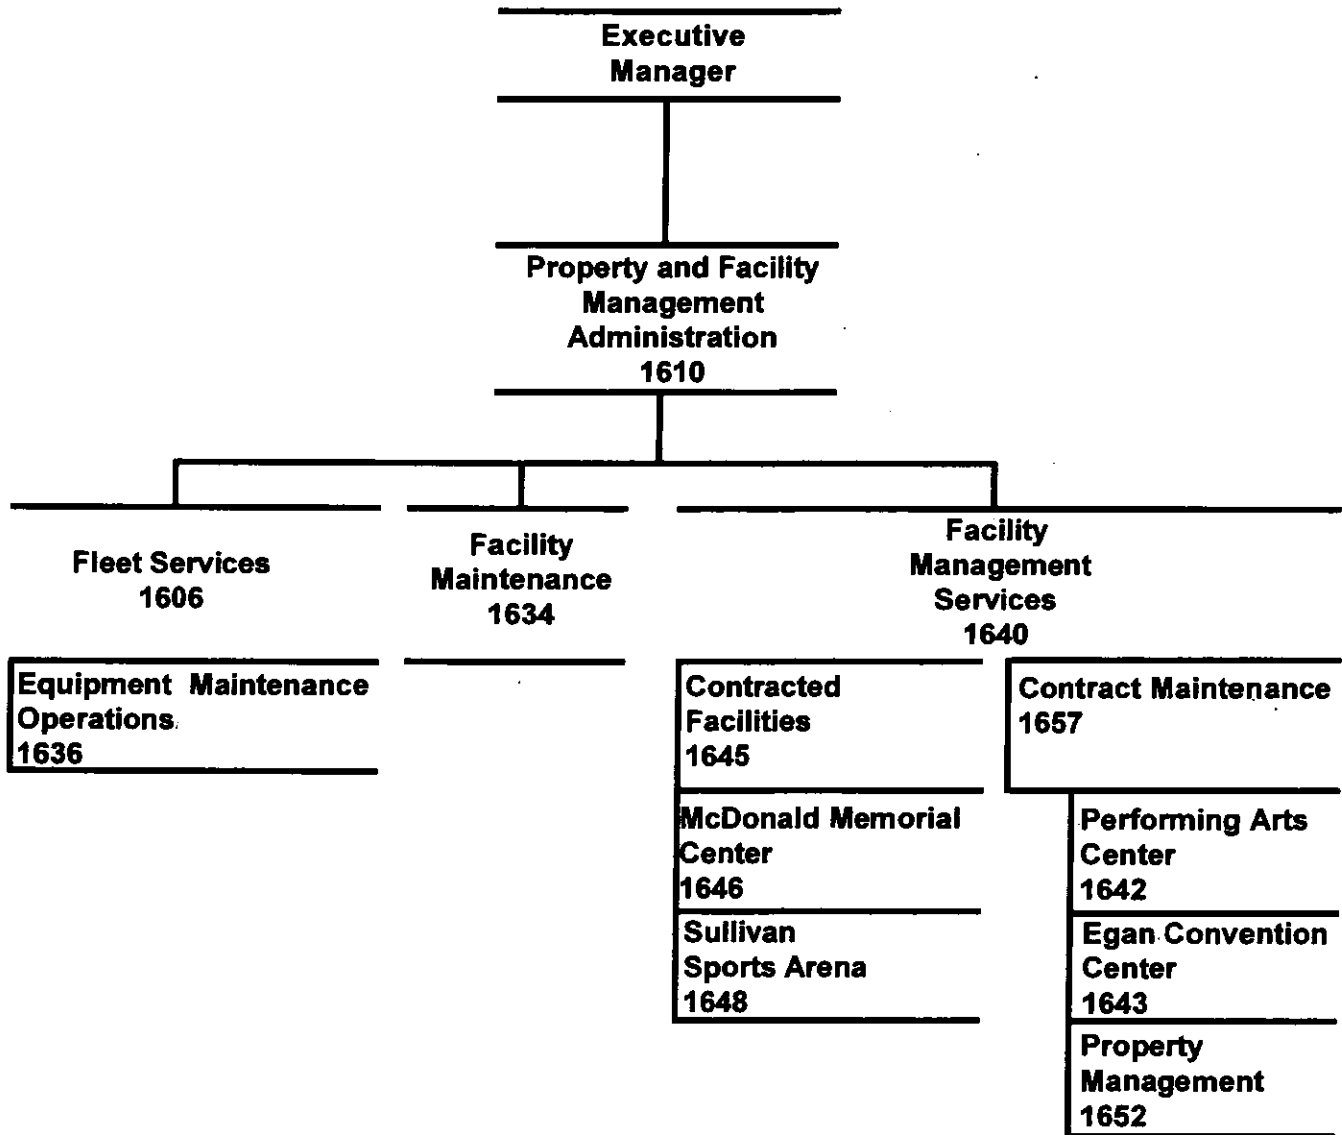 Executive
Manager
Property and Facility
Management
Administration
1610
Fleet Services
1606
Facility
Maintenance
1634
Facility
Management
Services
1640
Equipment Maintenance
Operations
1636
Contracted
Facilities
1645
McDonald Memorial
Center
1646
Sullivan
Sports Arena
1648
Contract Maintenance
1657
Performing Arts
Center
1642
Egan Convention
Center
1643
Property
Management
1652